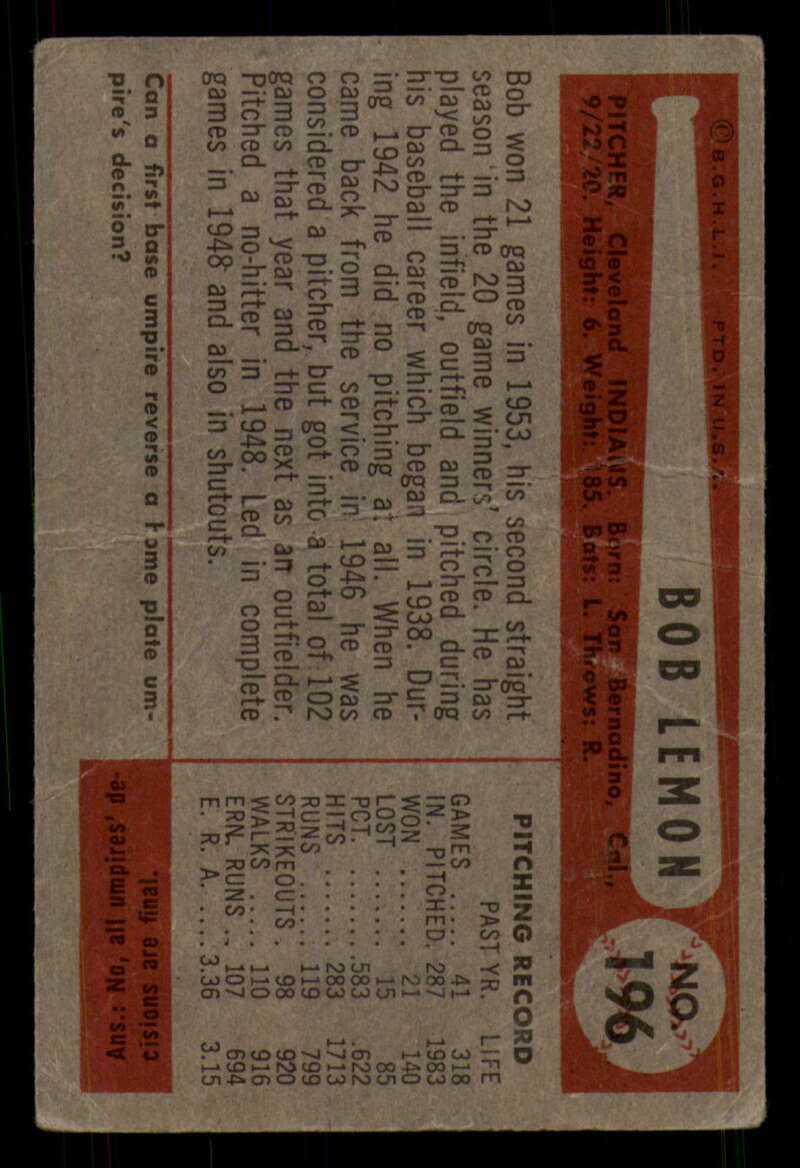 © B.G.H.L.I. PTD. IN U.S.A.
BOB LEMON
NO.
196
PITCHER, Cleveland INDIANS. Born: San Bernadino, Cal.,
9/22/20. Height: 6. Weight: 185. Bats: L. Throws: R.
Bob won 21 games in 1953, his second straight
season in the 20 game winners' circle. He has
played the infield, outfield and pitched during
his baseball career which began in 1938. Dur-
ing 1942 he did no pitching at all. When he
came back from the service in 1946 he was
considered a pitcher, but got into a total of 102
games that year and the next as an outfielder.
Pitched a no-hitter in 1948. Led in complete
games in 1948 and also in shutouts.
PITCHING RECORD
PAST YR. LIFE
GAMES ..... 41 318
IN. PITCHED. 287 1983
WON ...... 21 140
LOST ....... 15 85
PCT. ....... .583 .622
HITS ...... 283 1713
RUNS ..... 119 799
STRIKEOUTS . 98 920
WALKS ..... 110 916
ERN. RUNS .. 107 694
E. R. A. .... 3.36 3.15
Can a first base umpire reverse a home plate um-
pire's decision?
Ans.: No, all umpires' de-
cisions are final.